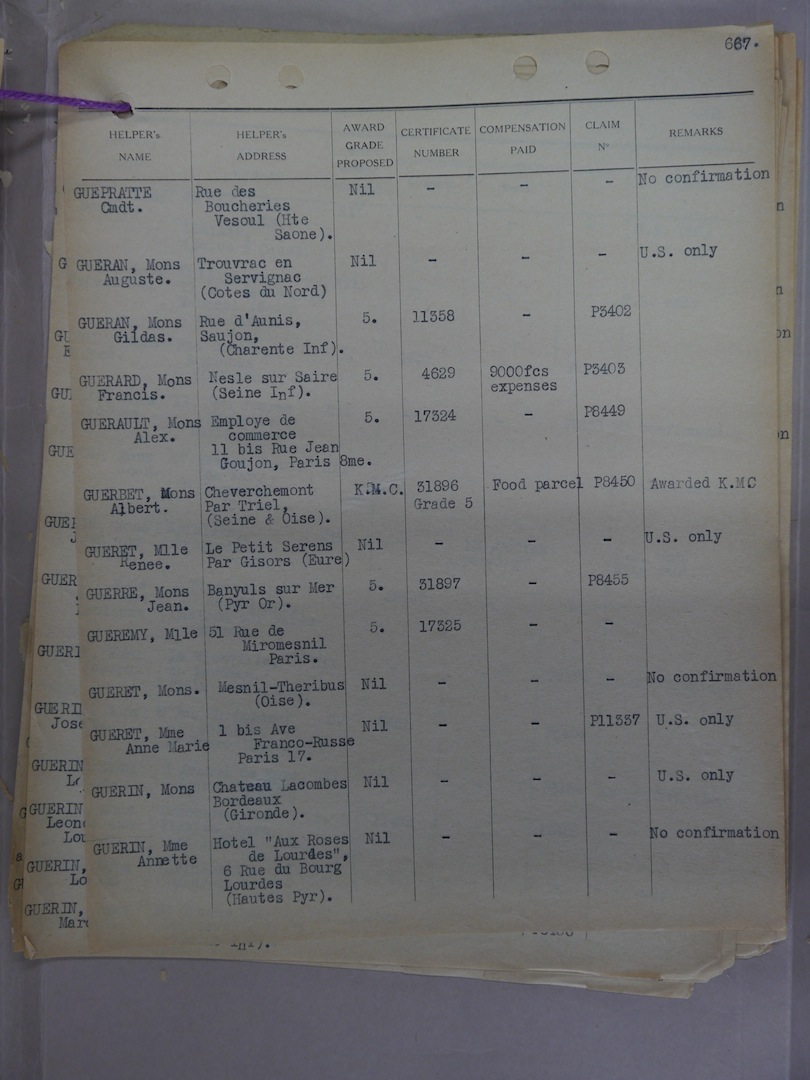 667.
HELPER's NAME HELPER's ADDRESS AWARD GRADE PROPOSED CERTIFICATE NUMBER COMPENSATION PAID CLAIM Nº REMARKS
GUEPRATTE Rue des Nil - - - No confirmation
Cmdt. Boucheries
Vesoul (Hte
Saone).
GUERAN, Mons Trouvrac en Nil - - - U.S. only
Auguste. Servignac
(Cotes du Nord)
GUERAN, Mons Rue d'Aunis, 5. 11358 - P3402
Gildas. Saujon,
(Charente Inf).
GUERARD, Mons Nesle sur Saire 5. 4629 9000fcs P3403
Francis. (Seine Inf). expenses
GUERAULT, Mons Employe de 5. 17324 - P8449
Alex. commerce
11 bis Rue Jean
Goujon, Paris 8me.
GUERBET, Mons Cheverchemont K.M.C. 31896 Food parcel P8450 Awarded K.MC
Albert. Par Triel, Grade 5
(Seine & Oise).
GUERET, Mlle Le Petit Serens Nil - - - U.S. only
Renee. Par Gisors (Eure)
GUERRE, Mons Banyuls sur Mer 5. 31897 - P8455
Jean. (Pyr Or).
GUEREMY, Mlle 51 Rue de 5. 17325 - -
Miromesnil
Paris.
GUERET, Mons. Mesnil-Theribus Nil - - - No confirmation
(Oise).
GUERET, Mme 1 bis Ave Nil - - P11337 U.S. only
Anne Marie Franco-Russe
Paris 17.
GUERIN, Mons Chateau Lacombes Nil - - - U.S. only
Bordeaux
(Gironde).
GUERIN, Mme Hotel "Aux Roses Nil - - - No confirmation
Annette de Lourdes",
6 Rue du Bourg
Lourdes
(Hautes Pyr).